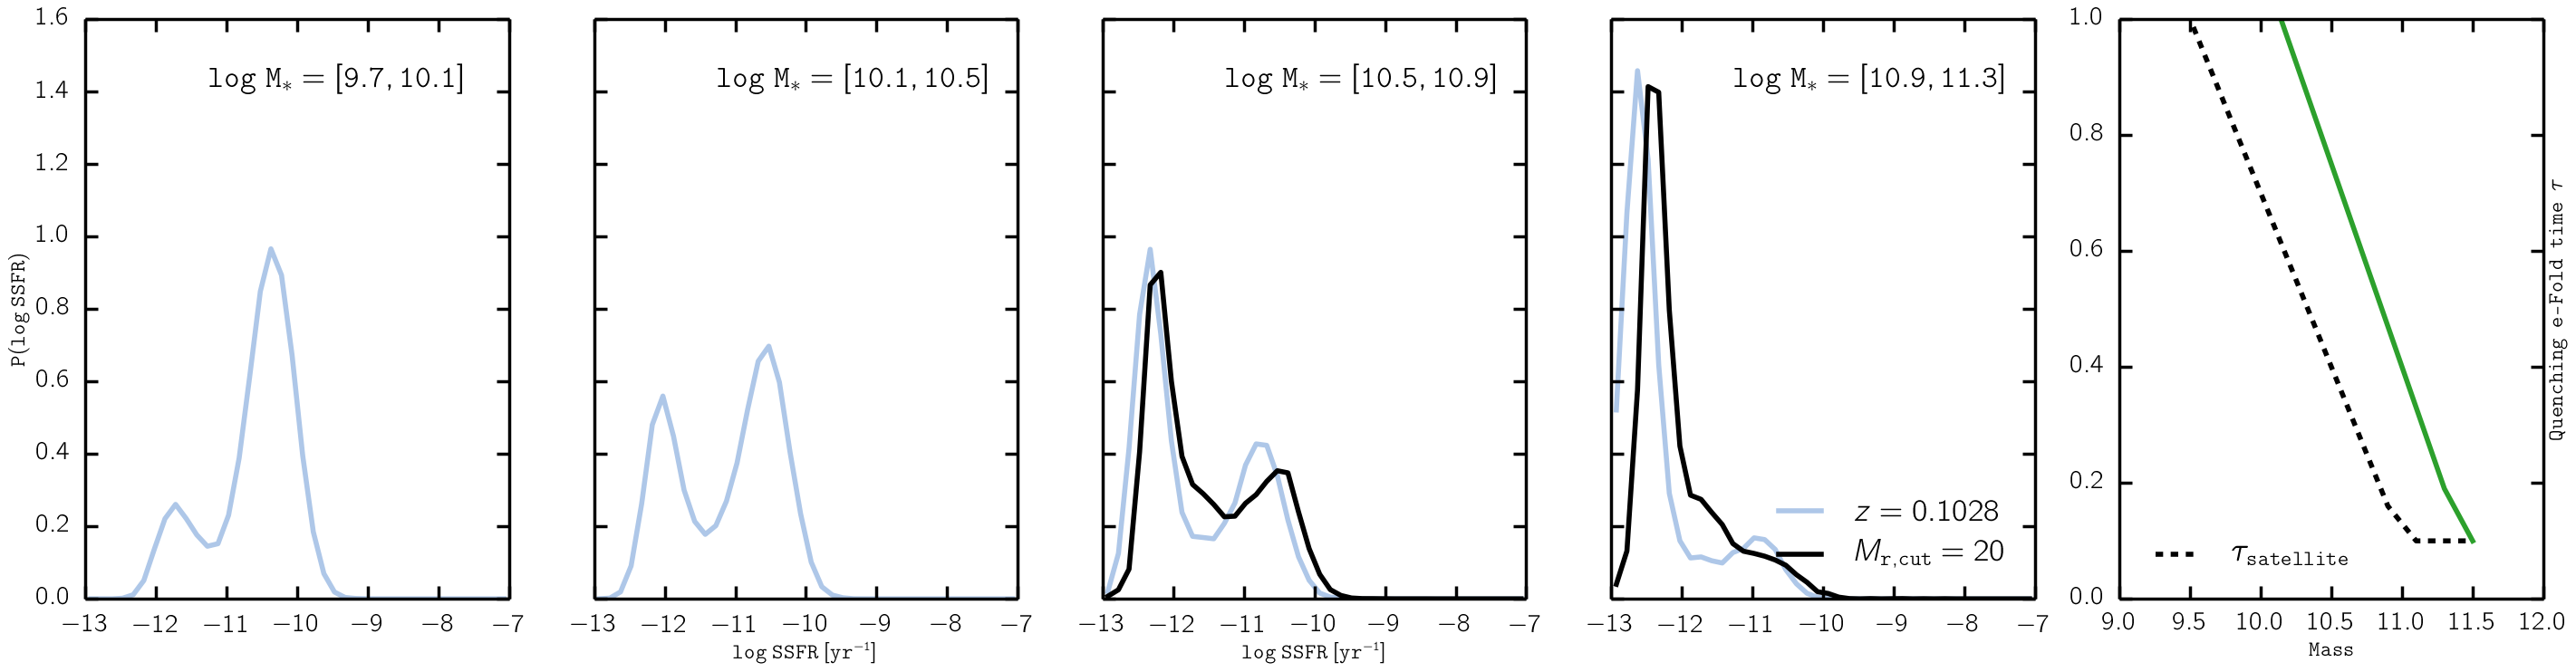 1.6
1.4
1.2
1.0
0.8
0.6
0.4
0.2
0.0
P(log SSFR)
log M* = [9.7, 10.1]
−13 −12 −11 −10 −9 −8 −7
log M* = [10.1, 10.5]
−13 −12 −11 −10 −9 −8 −7
log SSFR [yr⁻¹]
log M* = [10.5, 10.9]
−13 −12 −11 −10 −9 −8 −7
log SSFR [yr⁻¹]
log M* = [10.9, 11.3]
z = 0.1028
M_r,cut = 20
−13 −12 −11 −10 −9 −8 −7
1.0
0.8
0.6
0.4
0.2
0.0
τ_satellite
9.0 9.5 10.0 10.5 11.0 11.5 12.0
Mass
Quenching e-Fold time τ